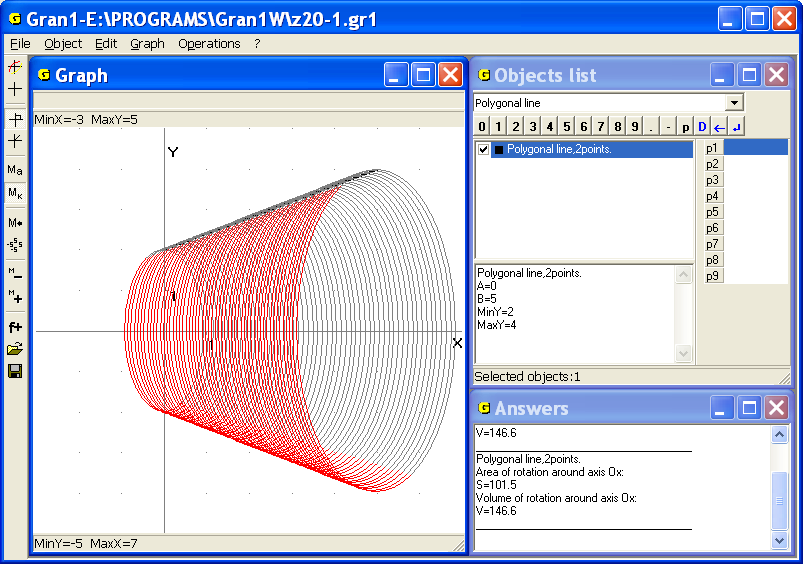 Gran1-E:\PROGRAMS\Gran1W\z20-1.gr1
File Object Edit Graph Operations ?
Graph
MinX=-3 MaxY=5
Y
1
1
X
MinY=-5 MaxX=7
Ma
Mк
M
-sss
M
M
f+
Objects list
Polygonal line
0 1 2 3 4 5 6 7 8 9 . - p D
Polygonal line,2points.
p1
p2
p3
p4
p5
p6
p7
p8
p9
Polygonal line,2points.
A=0
B=5
MinY=2
MaxY=4
Selected objects:1
Answers
V=146.6
Polygonal line,2points.
Area of rotation around axis Ox:
S=101.5
Volume of rotation around axis Ox:
V=146.6